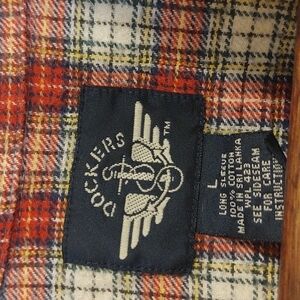 DOCKERS
TM
L
LONG SLEEVE
100% COTTON
MADE IN SRI LANKA
WPL 423
SEE SIDESEAM
FOR CARE
INSTRUCTION